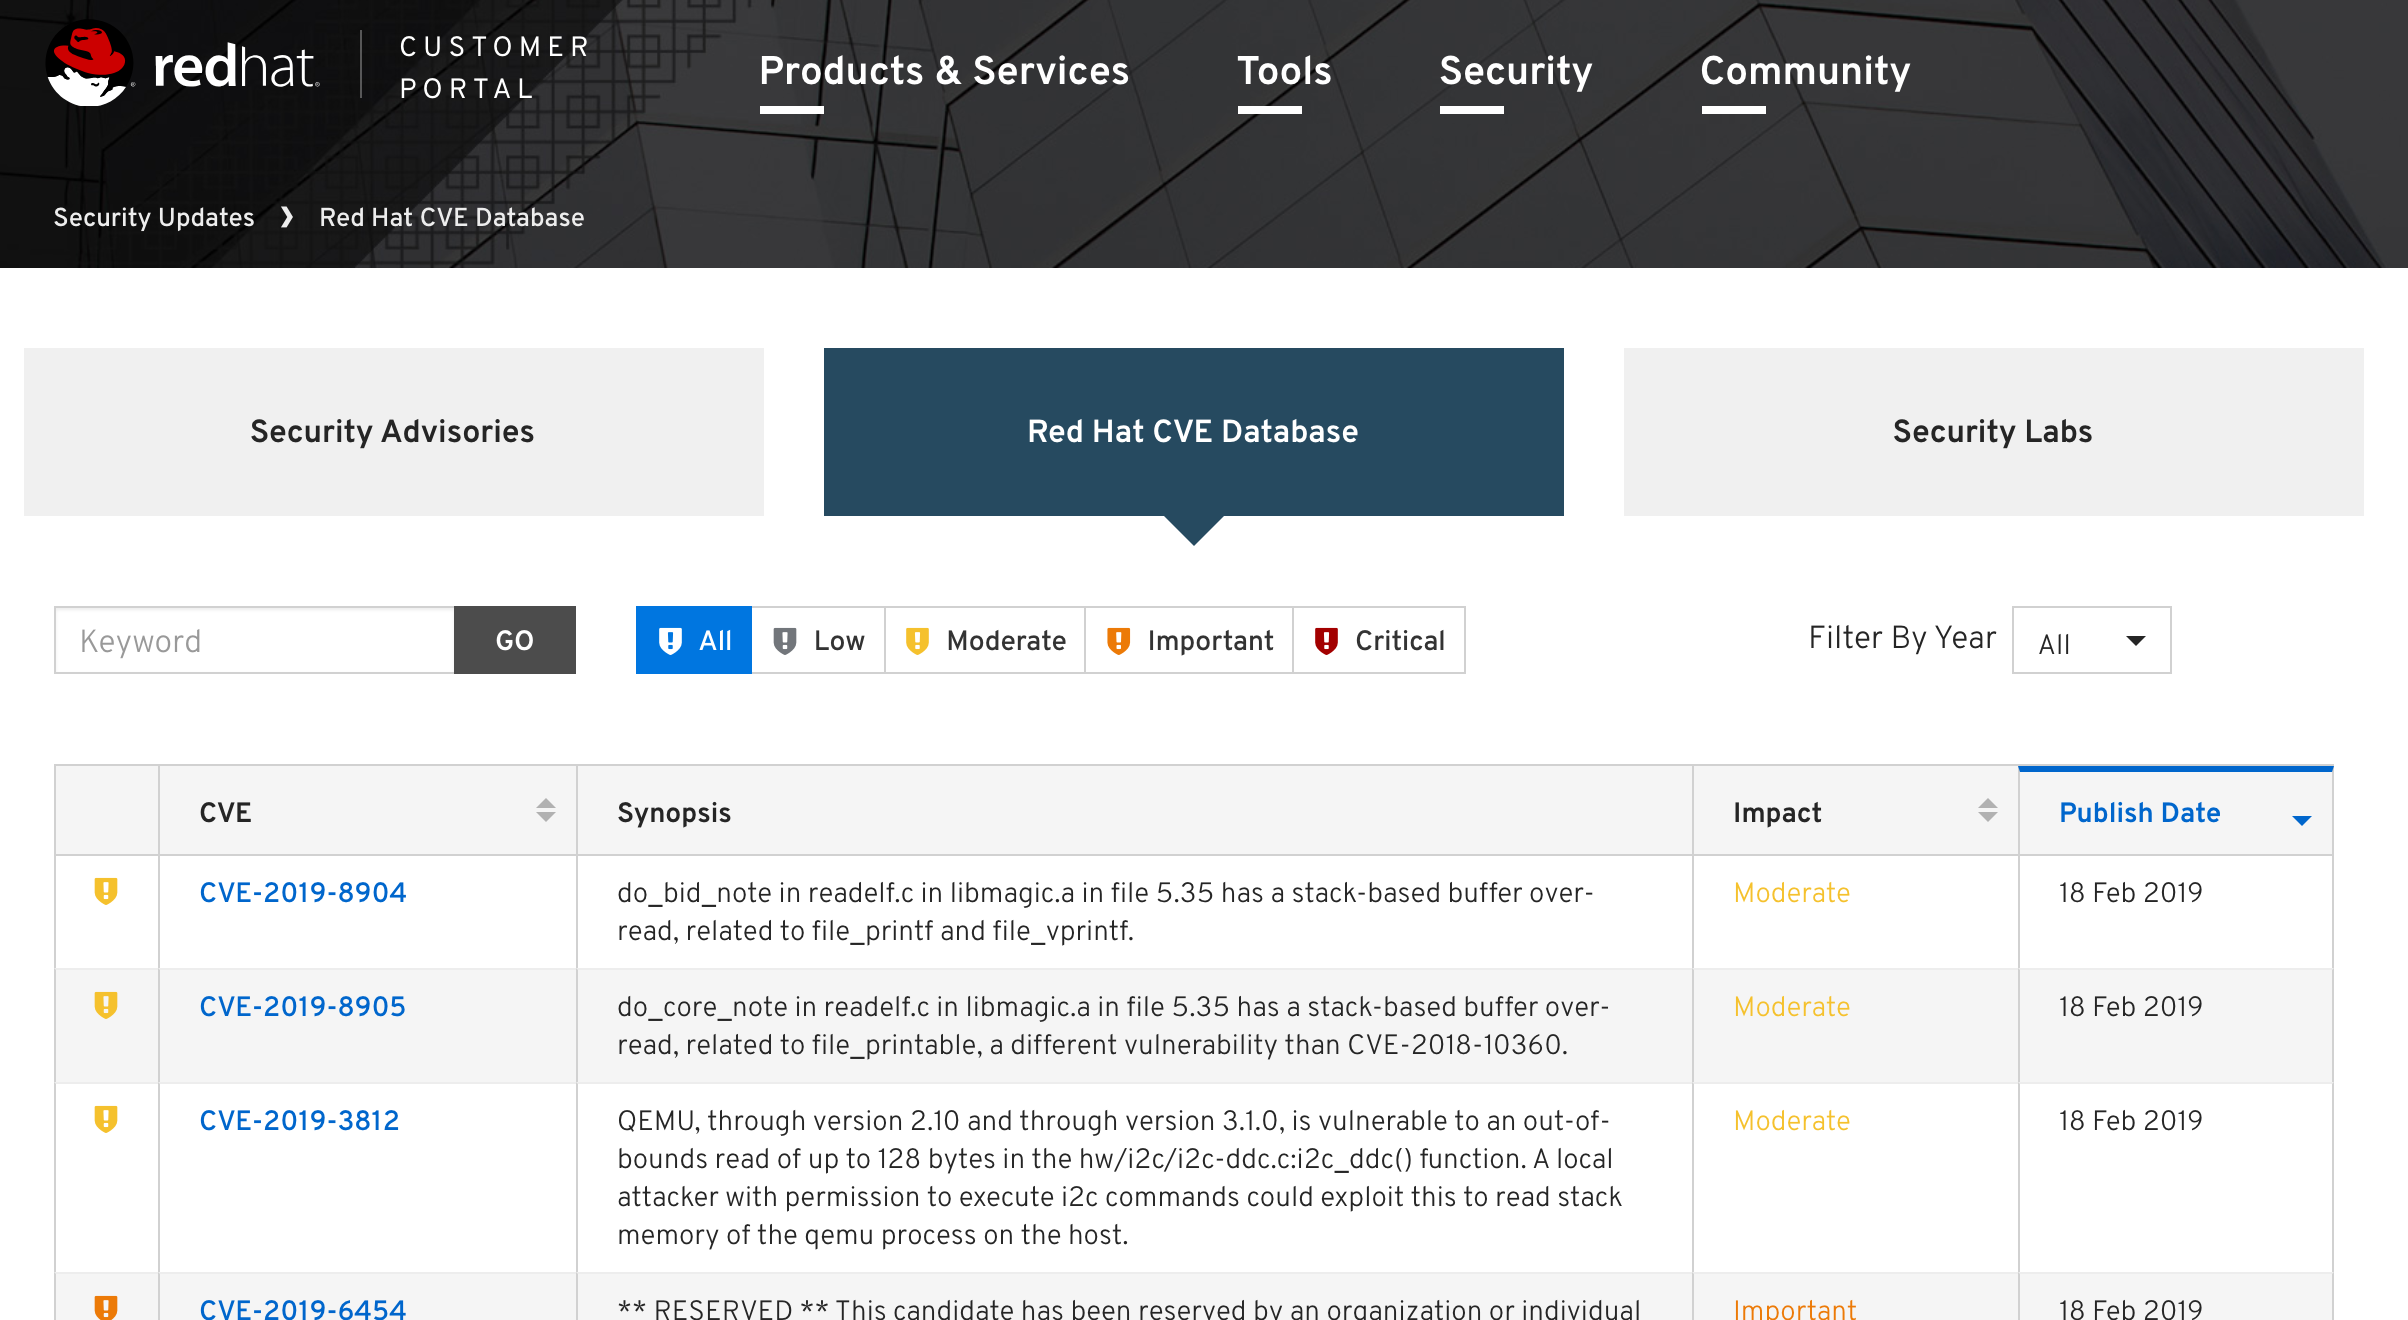 redhat
CUSTOMER
PORTAL
Products & Services
Tools
Security
Community
Security Updates ❯ Red Hat CVE Database
Security Advisories
Red Hat CVE Database
Security Labs
Keyword
GO
All
Low
Moderate
Important
Critical
Filter By Year
All
CVE
Synopsis
Impact
Publish Date
CVE-2019-8904
do_bid_note in readelf.c in libmagic.a in file 5.35 has a stack-based buffer over-
read, related to file_printf and file_vprintf.
Moderate
18 Feb 2019
CVE-2019-8905
do_core_note in readelf.c in libmagic.a in file 5.35 has a stack-based buffer over-
read, related to file_printable, a different vulnerability than CVE-2018-10360.
Moderate
18 Feb 2019
CVE-2019-3812
QEMU, through version 2.10 and through version 3.1.0, is vulnerable to an out-of-
bounds read of up to 128 bytes in the hw/i2c/i2c-ddc.c:i2c_ddc() function. A local
attacker with permission to execute i2c commands could exploit this to read stack
memory of the qemu process on the host.
Moderate
18 Feb 2019
CVE-2019-6454
** RESERVED ** This candidate has been reserved by an organization or individual
Important
18 Feb 2019